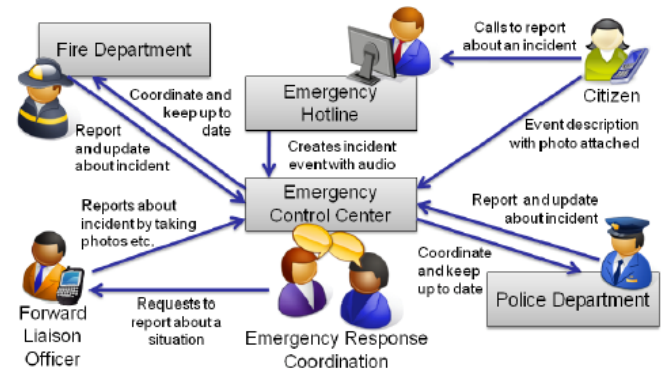 Fire Department
Coordinate and
keep up to
date
Report
and update
about incident
Emergency
Hotline
Calls to report
about an incident
Citizen
Creates incident
event with audio
Event description
with photo attached
Emergency
Control Center
Reports about
incident by taking
photos etc.
Report and update
about incident
Coordinate
and keep
up to date
Police Department
Forward
Liaison
Officer
Requests to
report about a
situation
Emergency Response
Coordination